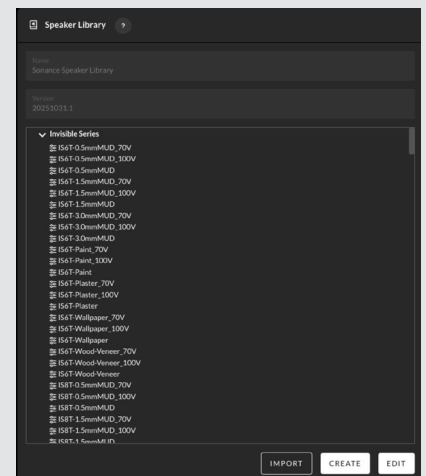 Speaker Library ?
Name
Sonance Speaker Library
Version
20251031.1
Invisible Series
IS6T-0.5mmMUD_70V
IS6T-0.5mmMUD_100V
IS6T-0.5mmMUD
IS6T-1.5mmMUD_70V
IS6T-1.5mmMUD_100V
IS6T-1.5mmMUD
IS6T-3.0mmMUD_70V
IS6T-3.0mmMUD_100V
IS6T-3.0mmMUD
IS6T-Paint_70V
IS6T-Paint_100V
IS6T-Paint
IS6T-Plaster_70V
IS6T-Plaster_100V
IS6T-Plaster
IS6T-Wallpaper_70V
IS6T-Wallpaper_100V
IS6T-Wallpaper
IS6T-Wood-Veneer_70V
IS6T-Wood-Veneer_100V
IS6T-Wood-Veneer
IS8T-0.5mmMUD_70V
IS8T-0.5mmMUD_100V
IS8T-0.5mmMUD
IS8T-1.5mmMUD_70V
IS8T-1.5mmMUD_100V
IS8T-1.5mmMUD
IMPORT CREATE EDIT